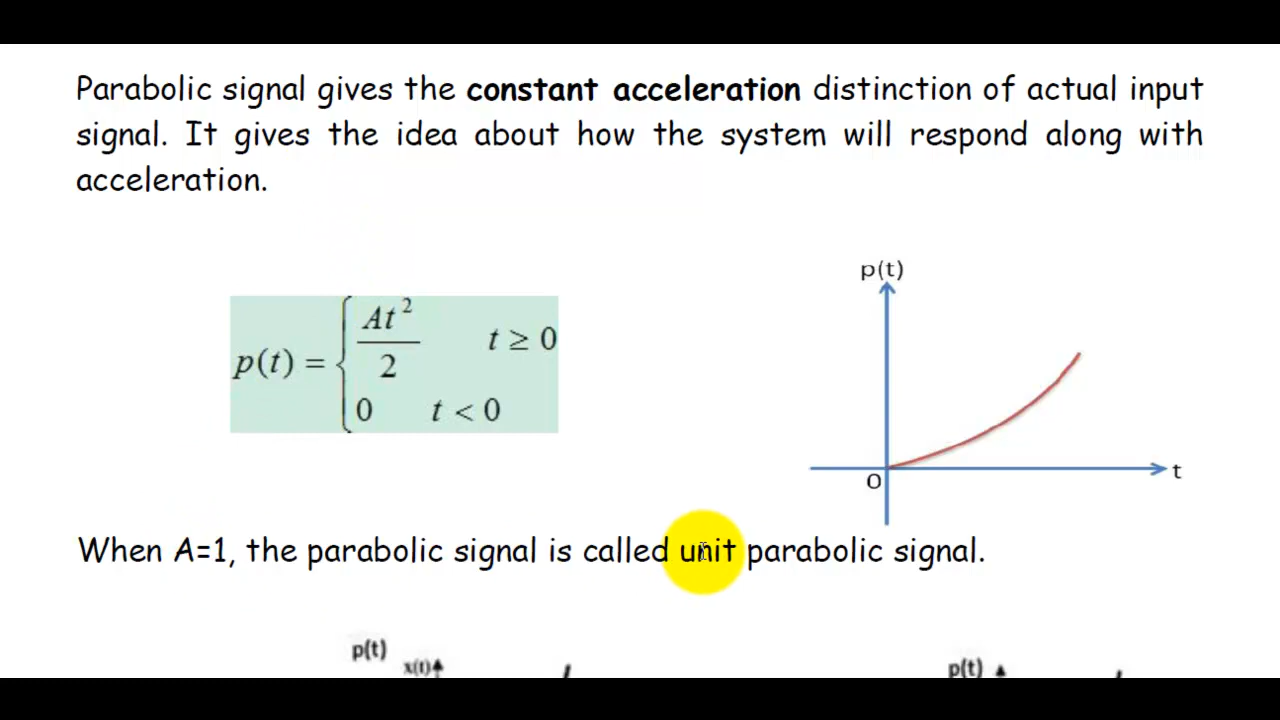 Parabolic signal gives the constant acceleration distinction of actual input
signal. It gives the idea about how the system will respond along with
acceleration.
p(t) = { At²/2 t ≥ 0
0 t < 0
p(t)
0
t
When A=1, the parabolic signal is called unit parabolic signal.
p(t)
x(t)
p(t)